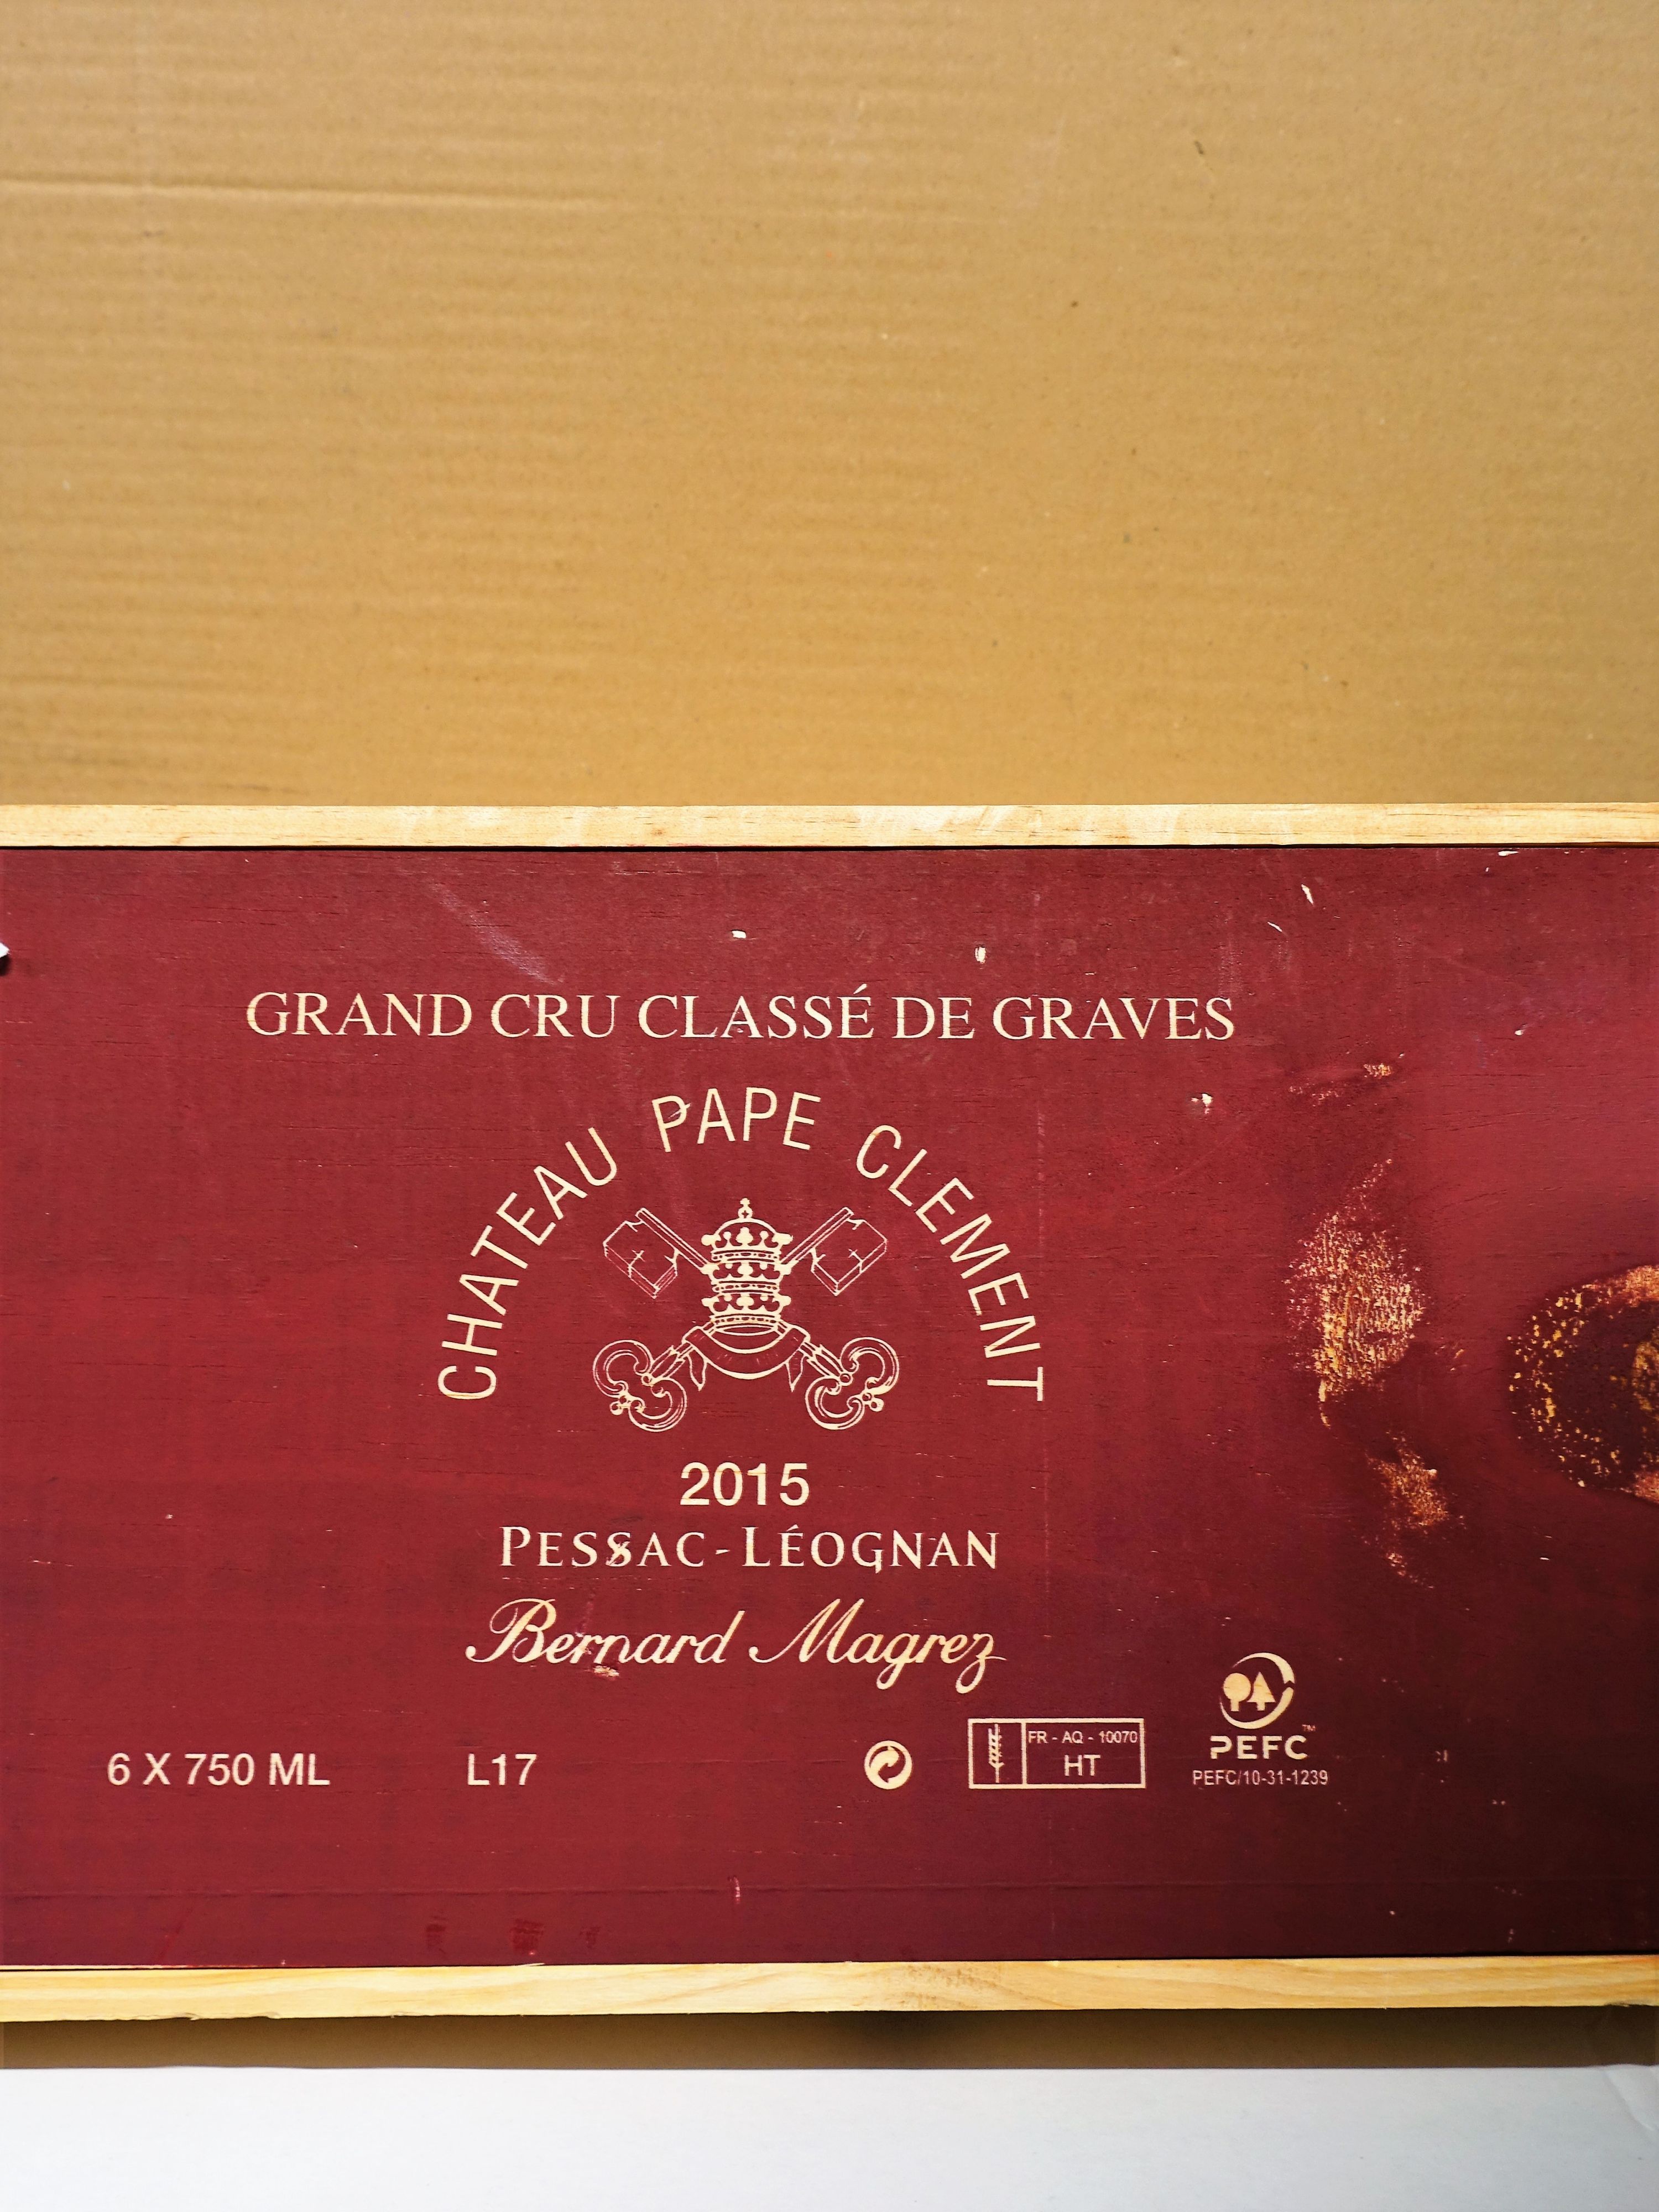 GRAND CRU CLASSÉ DE GRAVES
CHATEAU PAPE CLEMENT
2015
PESSAC-LÉOGNAN
Bernard Magrez
6 X 750 ML L17
FR - AQ - 10070
HT
PEFC™
PEFC/10-31-1239